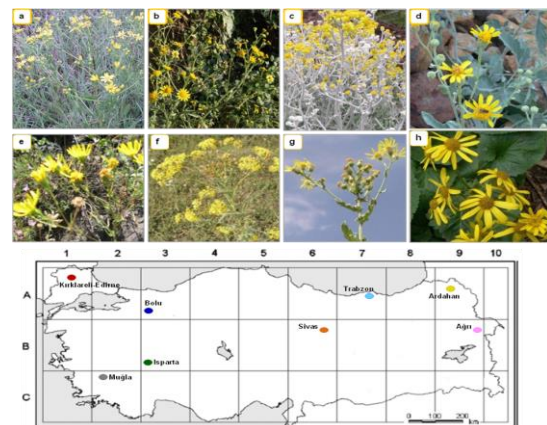 a b c d
e f g h
1 2 3 4 5 6 7 8 9 10
A
Kırklareli-Edirne
Bolu
Trabzon
Ardahan
B
Sivas
Ağrı
Isparta
Muğla
C
0 100 200
km